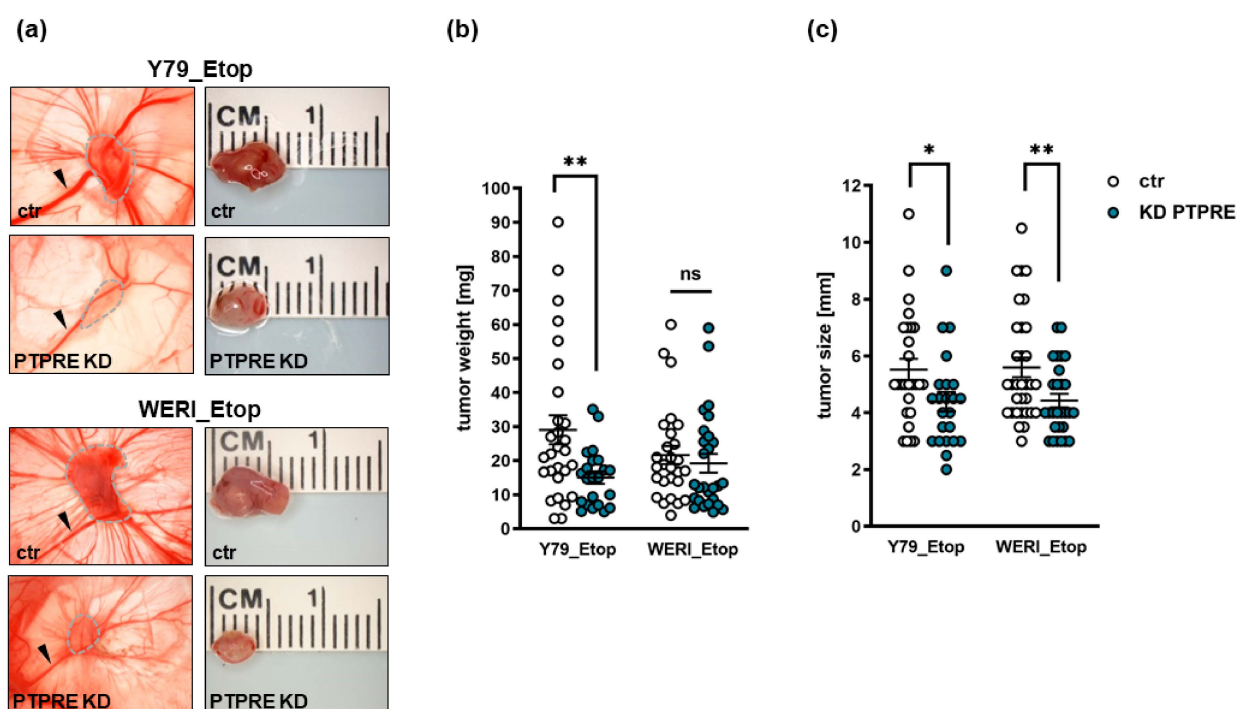 (a)
Y79_Etop
CM 1
ctr
ctr
CM 1
PTPRE KD
PTPRE KD
WERI_Etop
CM 1
ctr
ctr
CM 1
PTPRE KD
PTPRE KD
(b)
**
ns
tumor weight [mg]
100
90
80
70
60
50
40
30
20
10
0
Y79_Etop WERI_Etop
(c)
*
**
tumor size [mm]
12
10
8
6
4
2
0
Y79_Etop WERI_Etop
ctr
KD PTPRE